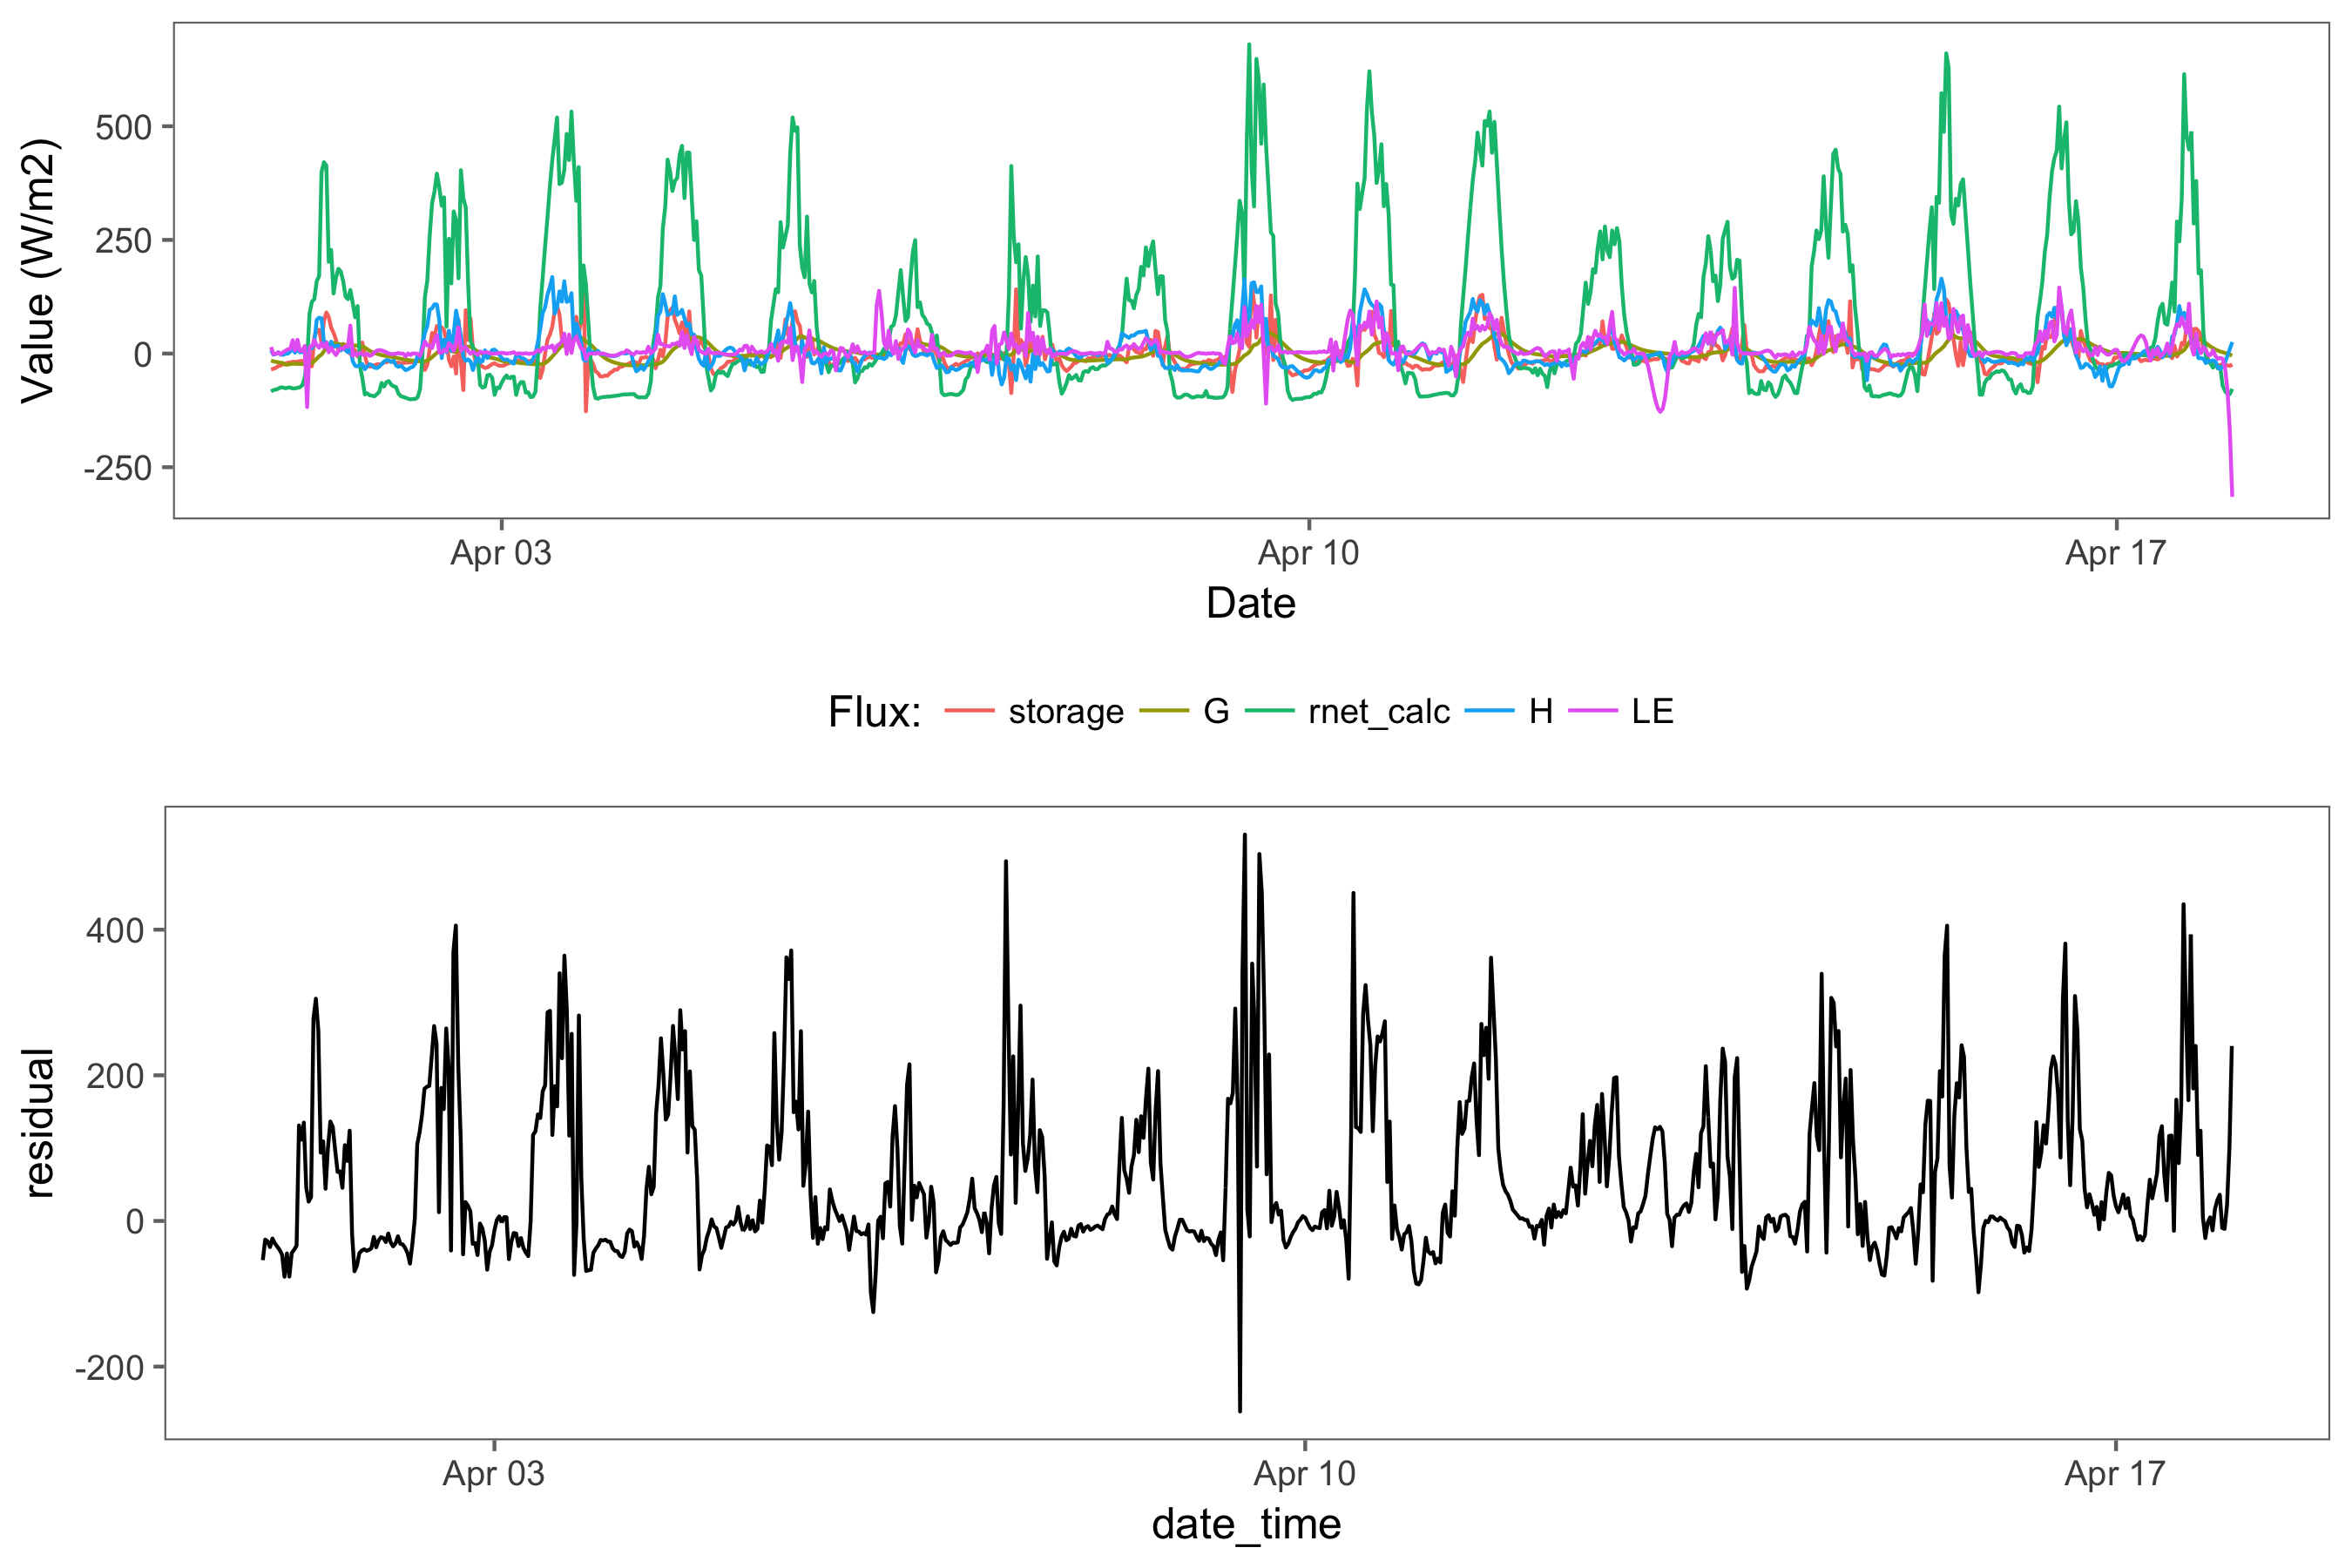 Value (W/m2)
500
250
0
-250
Apr 03 Apr 10 Apr 17
Date
Flux: storage G rnet_calc H LE
residual
400
200
0
-200
Apr 03 Apr 10 Apr 17
date_time